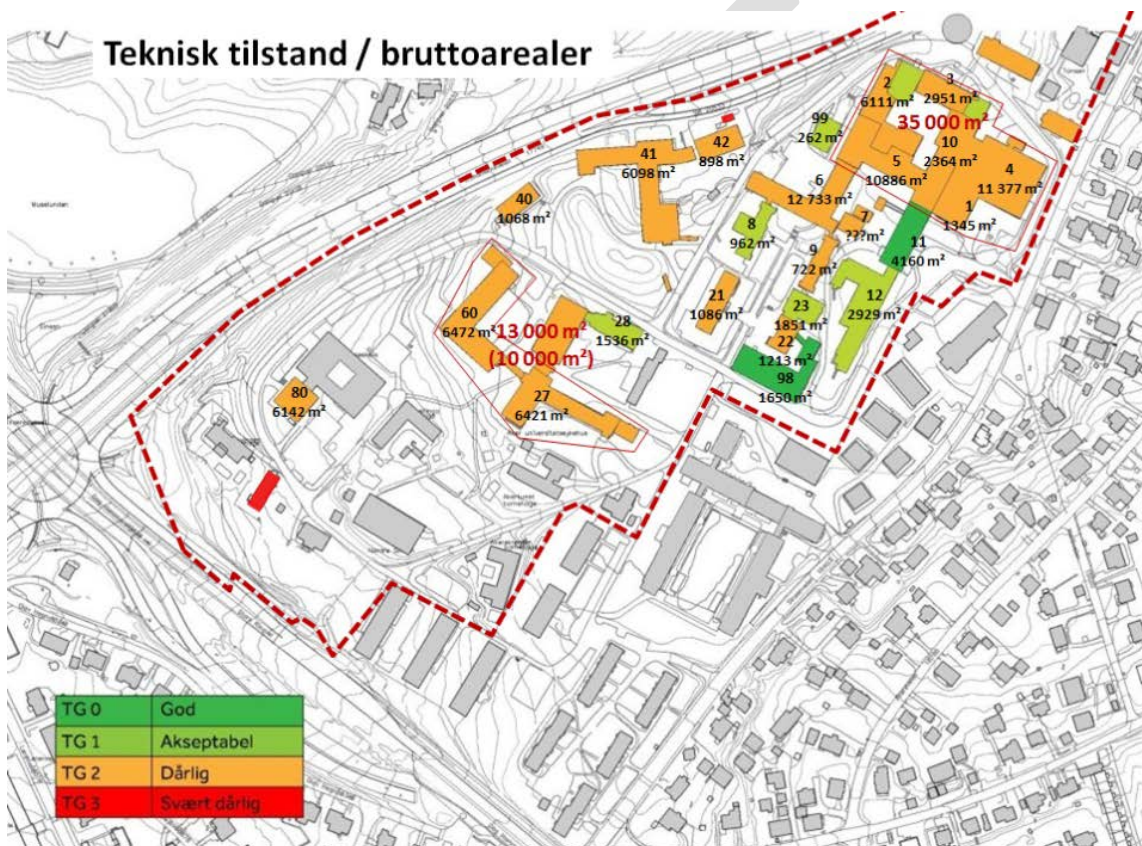 Teknisk tilstand / bruttoarealer
2
6111 m²
3
2951 m²
35 000 m²
99
262 m²
10
2364 m²
5
10886 m²
4
11 377 m²
1
1345 m²
42
898 m²
41
6098 m²
6
12 733 m²
7
???m²
40
1068 m²
8
962 m²
9
722 m²
11
4160 m²
12
2929 m²
21
1086 m²
23
1851 m²
22
1213 m²
98
1650 m²
60
6472 m²
13 000 m²
(10 000 m²)
28
1536 m²
27
6421 m²
80
6142 m²
TG 0 God
TG 1 Akseptabel
TG 2 Dårlig
TG 3 Svært dårlig